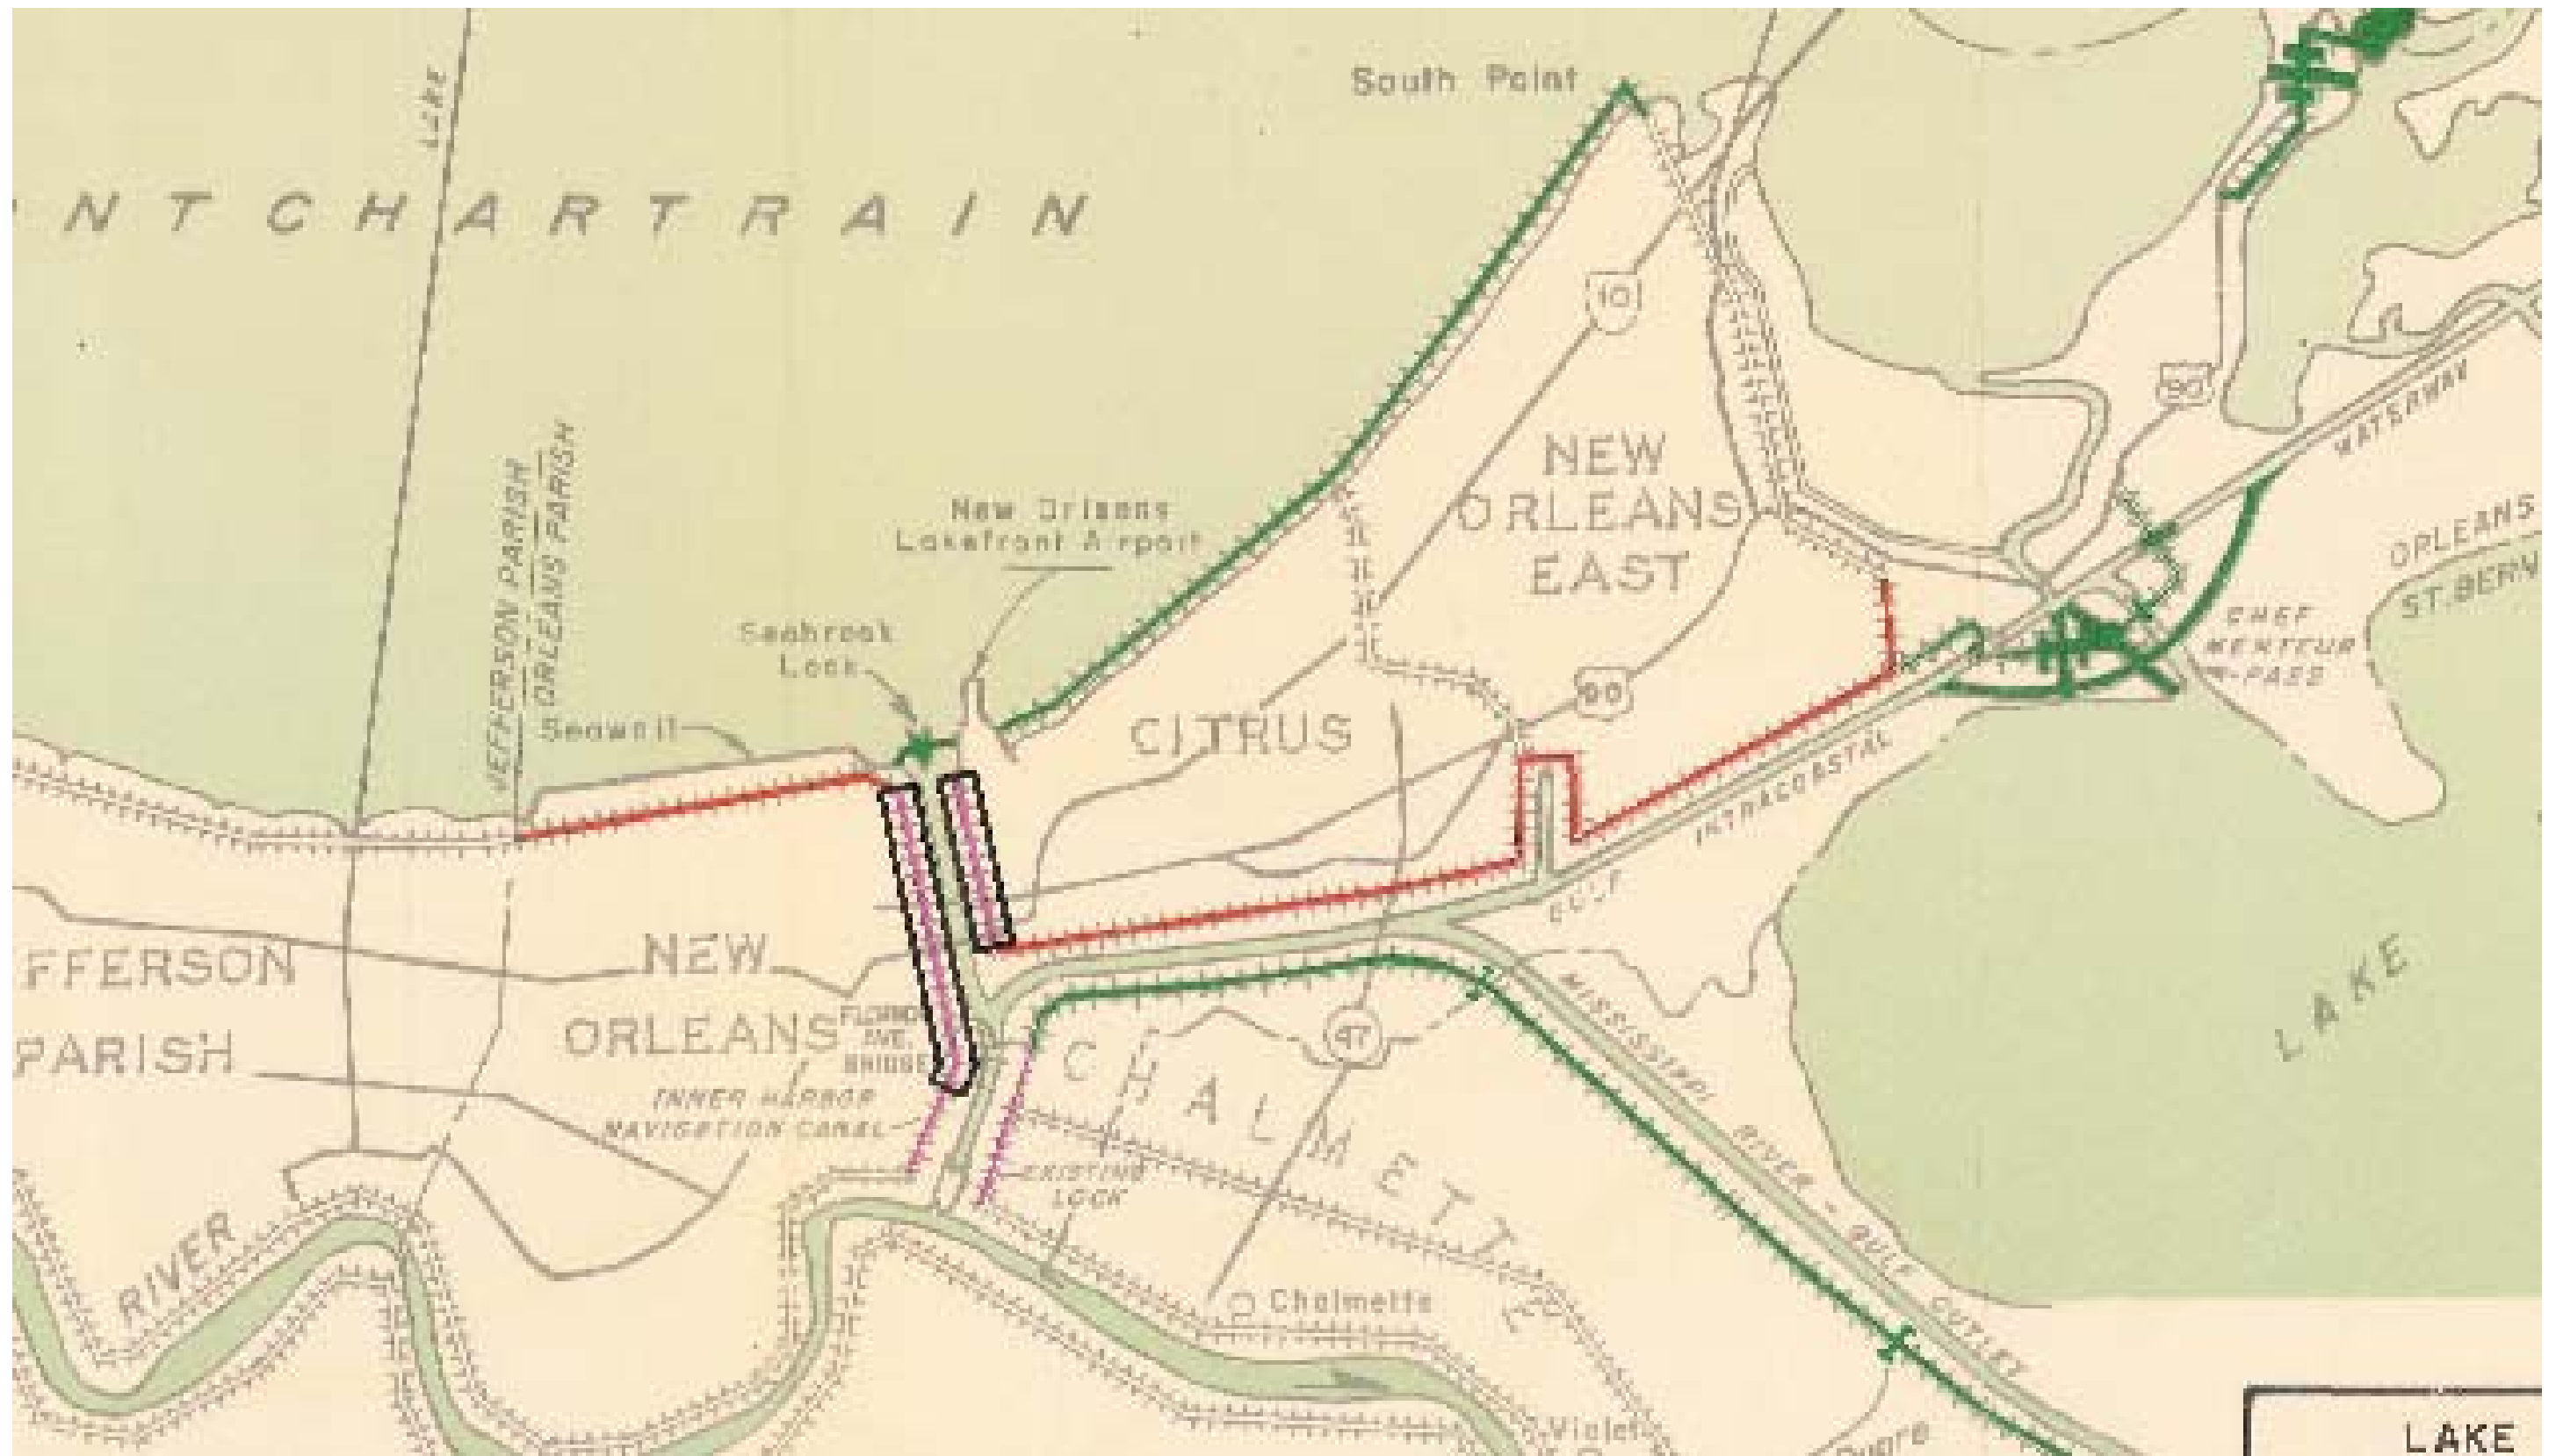 LAKE
South Point
NTCHARTRAIN
10
NEW
ORLEANS
EAST
90
WATERWAY
JEFFERSON PARISH
ORLEANS PARISH
New Orleans
Lakefront Airport
ORLEANS
ST. BERN
Seabrook
Lock
CHEF
MENTEUR
PASS
Seawall
CITRUS
90
INTRACOASTAL
GULF
FFERSON
PARISH
NEW
ORLEANS
AVE.
BRIDGE
INNER HARBOR
NAVIGATION CANAL
EXISTING
LOCK
47
CHALMETTE
MISSISSIPPI
RIVER - GULF
OUTLET
LAKE
RIVER
Chalmette
Violet
LAKE